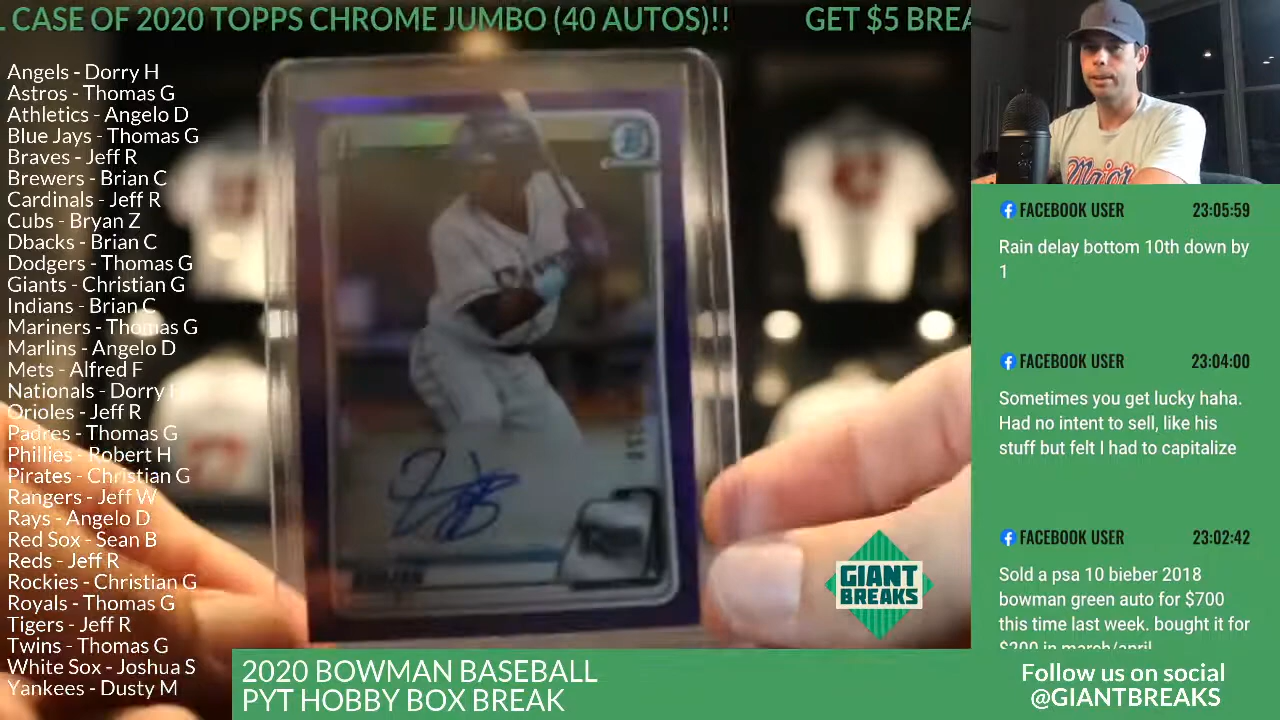 L CASE OF 2020 TOPPS CHROME JUMBO (40 AUTOS)!! GET $5 BREA
Angels - Dorry H
Astros - Thomas G
Athletics - Angelo D
Blue Jays - Thomas G
Braves - Jeff R
Brewers - Brian C
Cardinals - Jeff R
Cubs - Bryan Z
Dbacks - Brian C
Dodgers - Thomas G
Giants - Christian G
Indians - Brian C
Mariners - Thomas G
Marlins - Angelo D
Mets - Alfred F
Nationals - Dorry
Orioles - Jeff R
Padres - Thomas G
Phillies - Robert H
Pirates - Christian G
Rangers - Jeff W
Rays - Angelo D
Red Sox - Sean B
Reds - Jeff R
Rockies - Christian G
Royals - Thomas G
Tigers - Jeff R
Twins - Thomas G
White Sox - Joshua S
Yankees - Dusty M
GIANT
BREAKS
2020 BOWMAN BASEBALL
PYT HOBBY BOX BREAK
Major
FACEBOOK USER 23:05:59
Rain delay bottom 10th down by
1
FACEBOOK USER 23:04:00
Sometimes you get lucky haha.
Had no intent to sell, like his
stuff but felt I had to capitalize
FACEBOOK USER 23:02:42
Sold a psa 10 bieber 2018
bowman green auto for $700
this time last week. bought it for
$200 in march/april
Follow us on social
@GIANTBREAKS